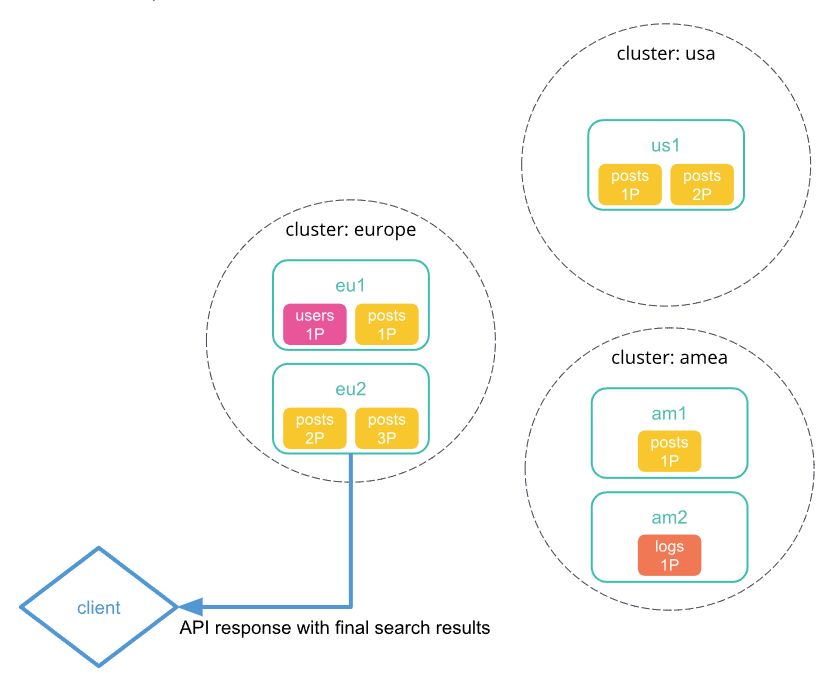 cluster: usa
us1
posts
1P
posts
2P
cluster: europe
eu1
users
1P
posts
1P
eu2
posts
2P
posts
3P
cluster: amea
am1
posts
1P
am2
logs
1P
client
API response with final search results